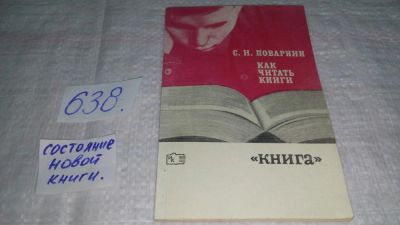 638.
состояние
новой
книги.
С. И. ПОВАРНИН
КАК
ЧИТАТЬ
КНИГИ
«КНИГА»